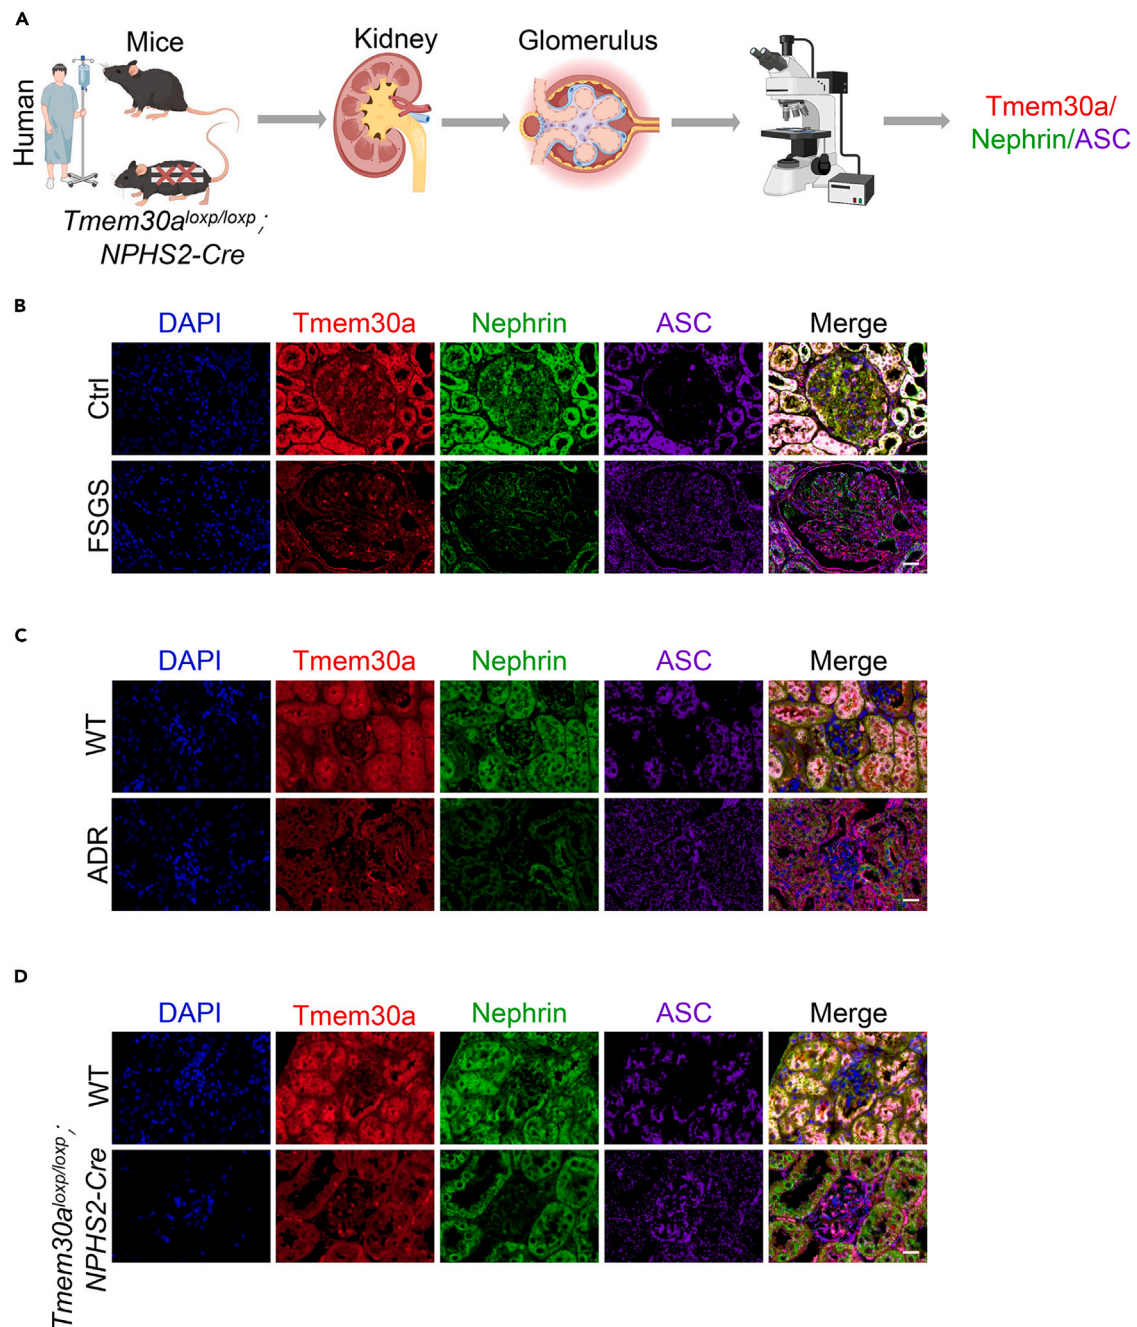 A
Mice
Kidney
Glomerulus
Human
Tmem30a/
Nephrin/ASC
Tmem30aloxp/loxp;
NPHS2-Cre
B
DAPI Tmem30a Nephrin ASC Merge
Ctrl
FSGS
C
DAPI Tmem30a Nephrin ASC Merge
WT
ADR
D
DAPI Tmem30a Nephrin ASC Merge
WT
Tmem30aloxp/loxp;
NPHS2-Cre